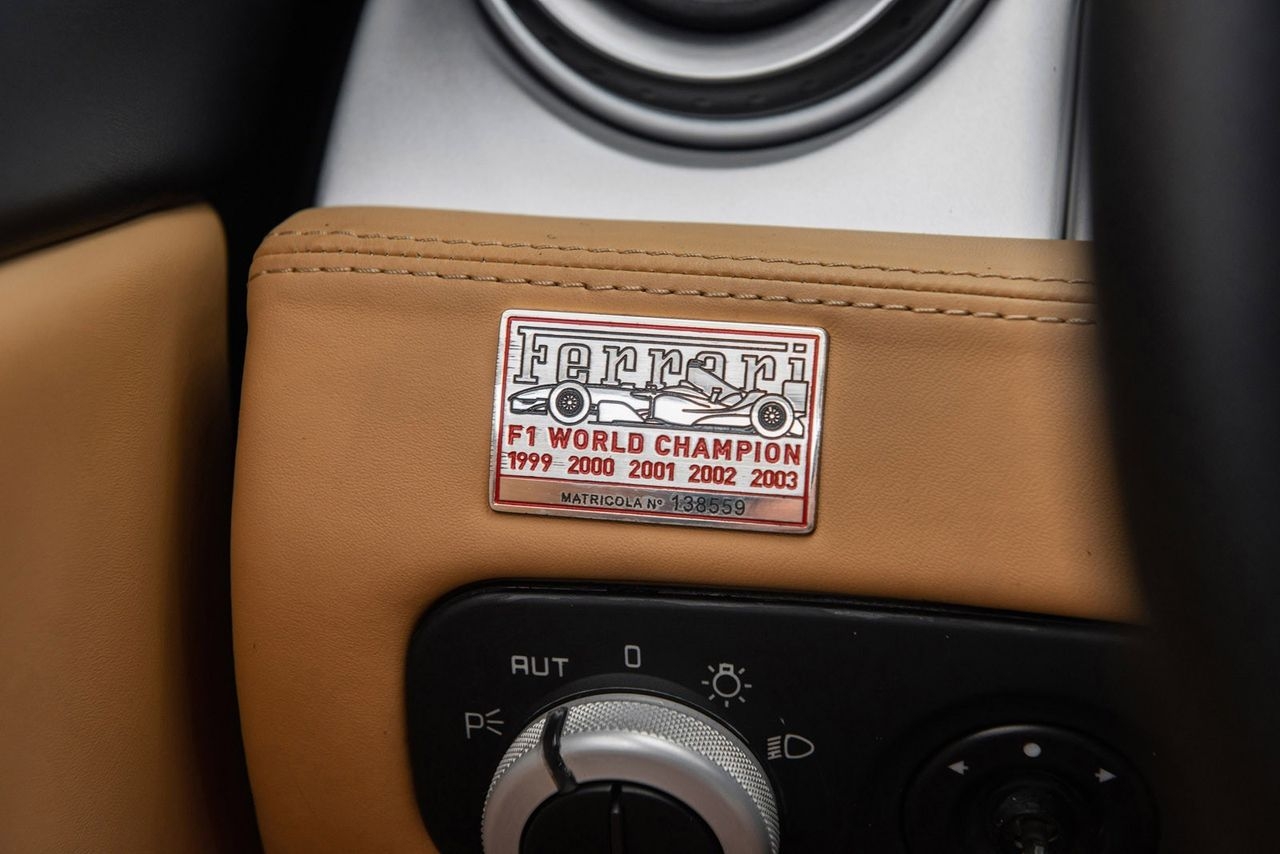 Ferrari
F1 WORLD CHAMPION
1999 2000 2001 2002 2003
MATRICOLA Nº 138559
AUT 0
P